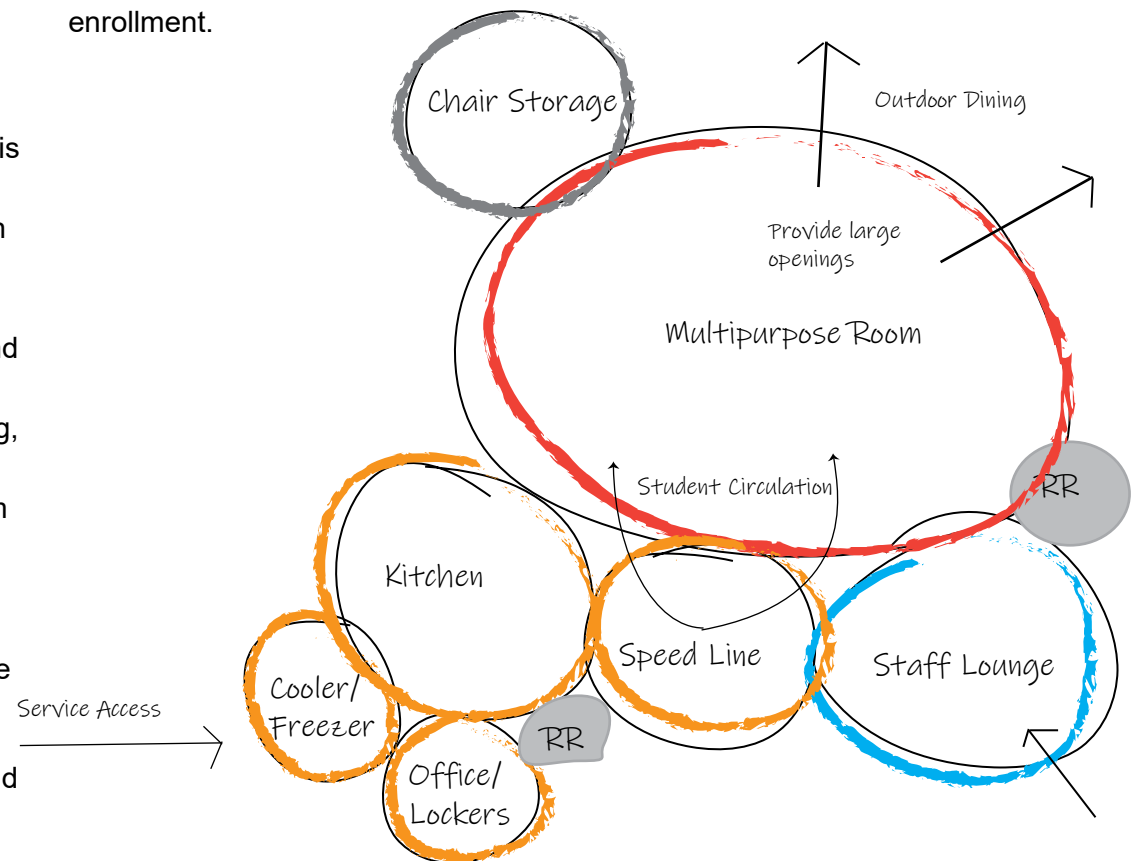 enrollment.
is
n
nd
g,
n
e
d
Chair Storage
Outdoor Dining
Provide large
openings
Multipurpose Room
RR
Student Circulation
Kitchen
Speed Line
Staff Lounge
Cooler/
Freezer
Service Access
RR
Office/
Lockers